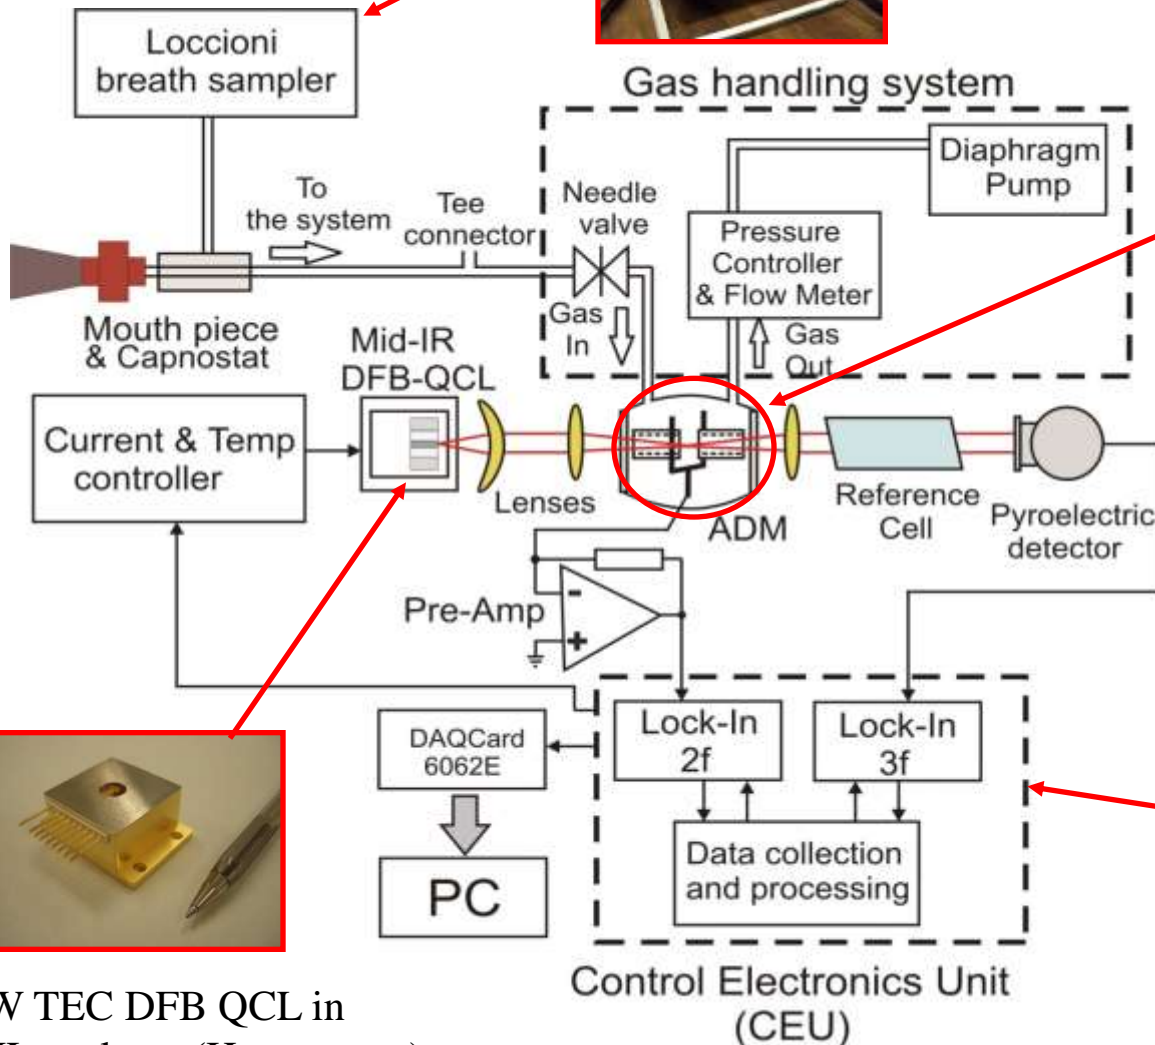 Loccioni
breath sampler
Gas handling system
Diaphragm
Pump
To
the system
Tee
connector
Needle
valve
Pressure
Controller
& Flow Meter
Gas
In
Gas
Out
Mouth piece
& Capnostat
Mid-IR
DFB-QCL
Current & Temp
controller
Lenses
ADM
Reference
Cell
Pyroelectric
detector
Pre-Amp
-
+
Lock-In
2f
Lock-In
3f
DAQCard
6062E
Data collection
and processing
PC
Control Electronics Unit
(CEU)
W TEC DFB QCL in